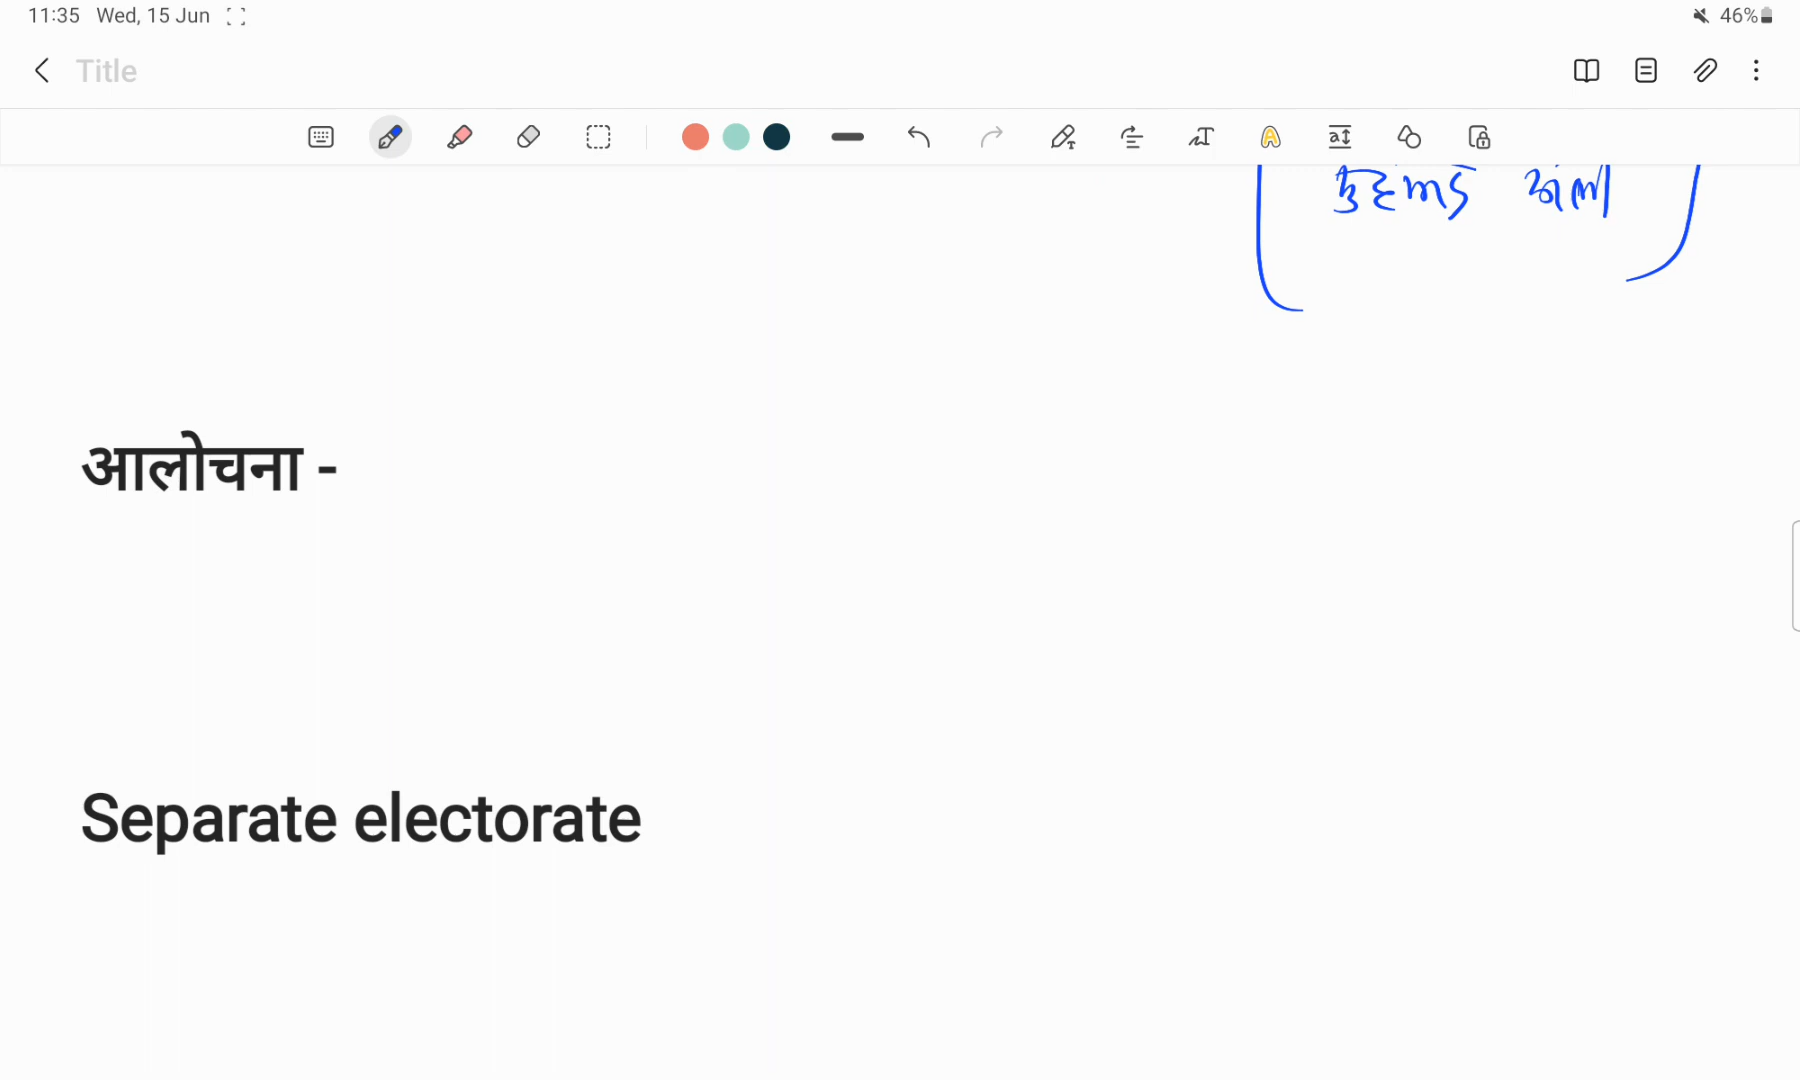 11:35 Wed, 15 Jun 46%
Title
आलोचना -
Separate electorate